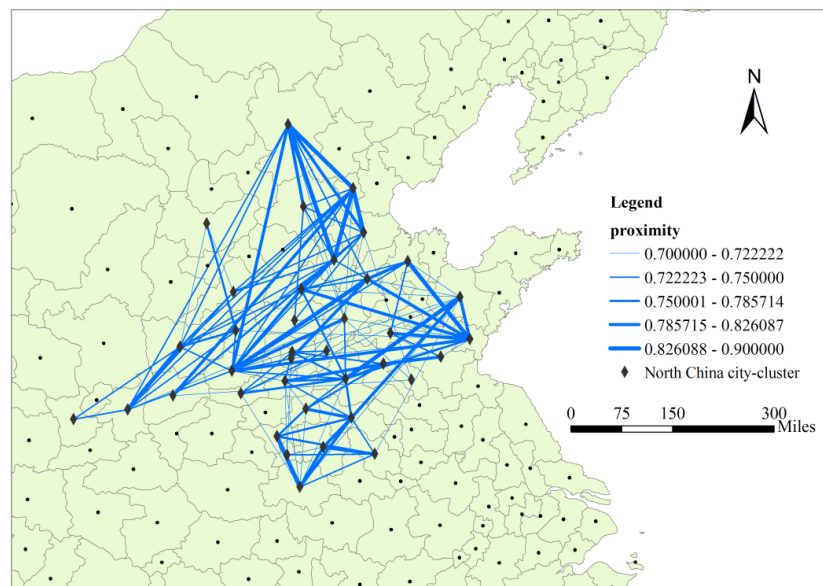 N
Legend
proximity
0.700000 - 0.722222
0.722223 - 0.750000
0.750001 - 0.785714
0.785715 - 0.826087
0.826088 - 0.900000
North China city-cluster
0 75 150 300
Miles